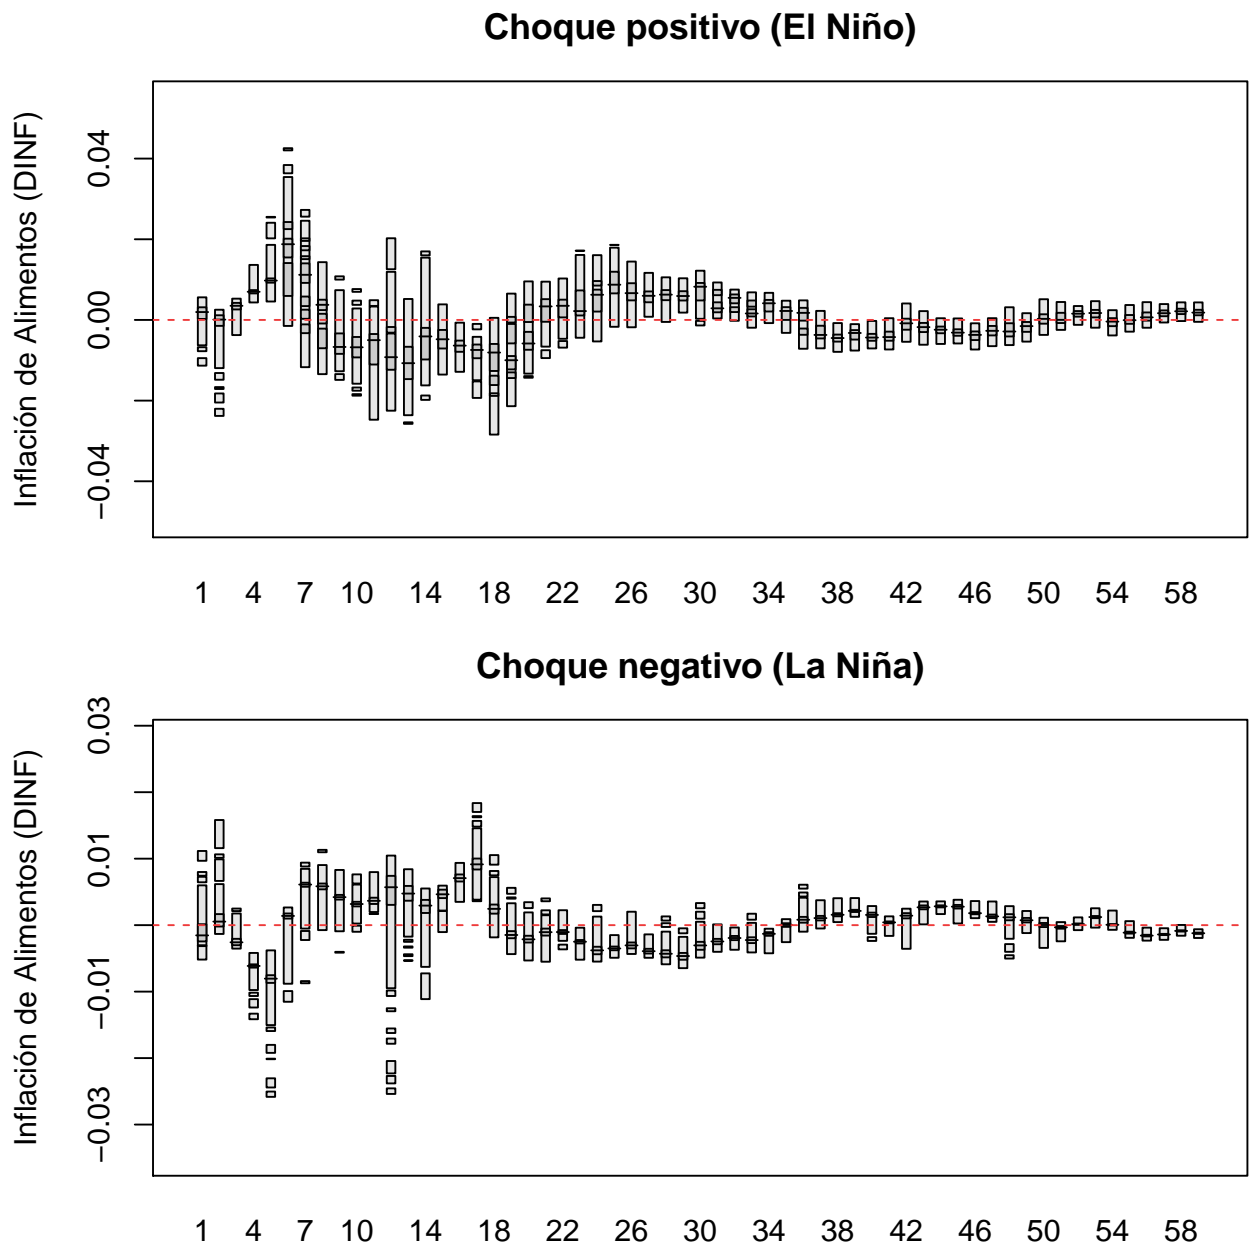 Choque positivo (El Niño)
Inflación de Alimentos (DINF)
0.04
0.00
−0.04
1 4 7 10 14 18 22 26 30 34 38 42 46 50 54 58
Choque negativo (La Niña)
Inflación de Alimentos (DINF)
0.03
0.01
−0.01
−0.03
1 4 7 10 14 18 22 26 30 34 38 42 46 50 54 58